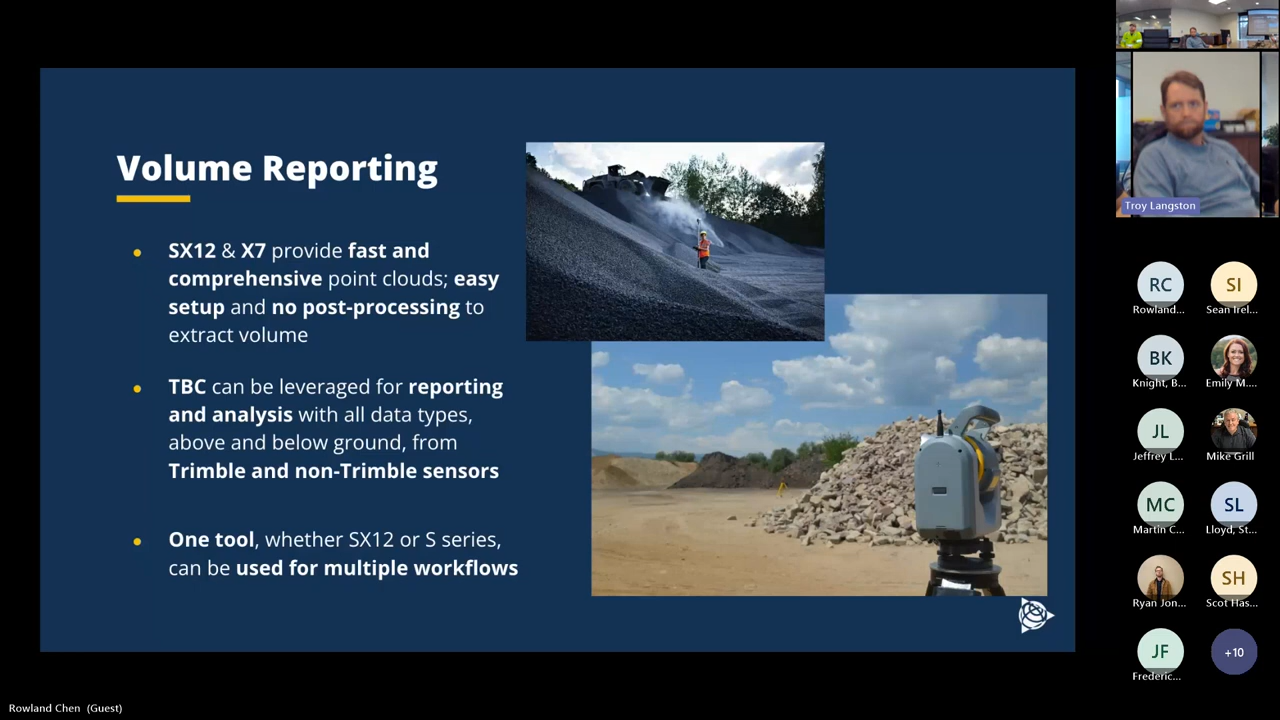 Volume Reporting
SX12 & X7 provide fast and
comprehensive point clouds; easy
setup and no post-processing to
extract volume
TBC can be leveraged for reporting
and analysis with all data types,
above and below ground, from
Trimble and non-Trimble sensors
One tool, whether SX12 or S series,
can be used for multiple workflows
Troy Langston
RC
Rowland...
SI
Sean Irel...
BK
Knight, B...
Emily M....
JL
Jeffrey L...
Mike Grill
MC
Martin C...
SL
Lloyd, St...
Ryan Jon...
SH
Scot Has...
JF
Frederic...
+10
Rowland Chen (Guest)